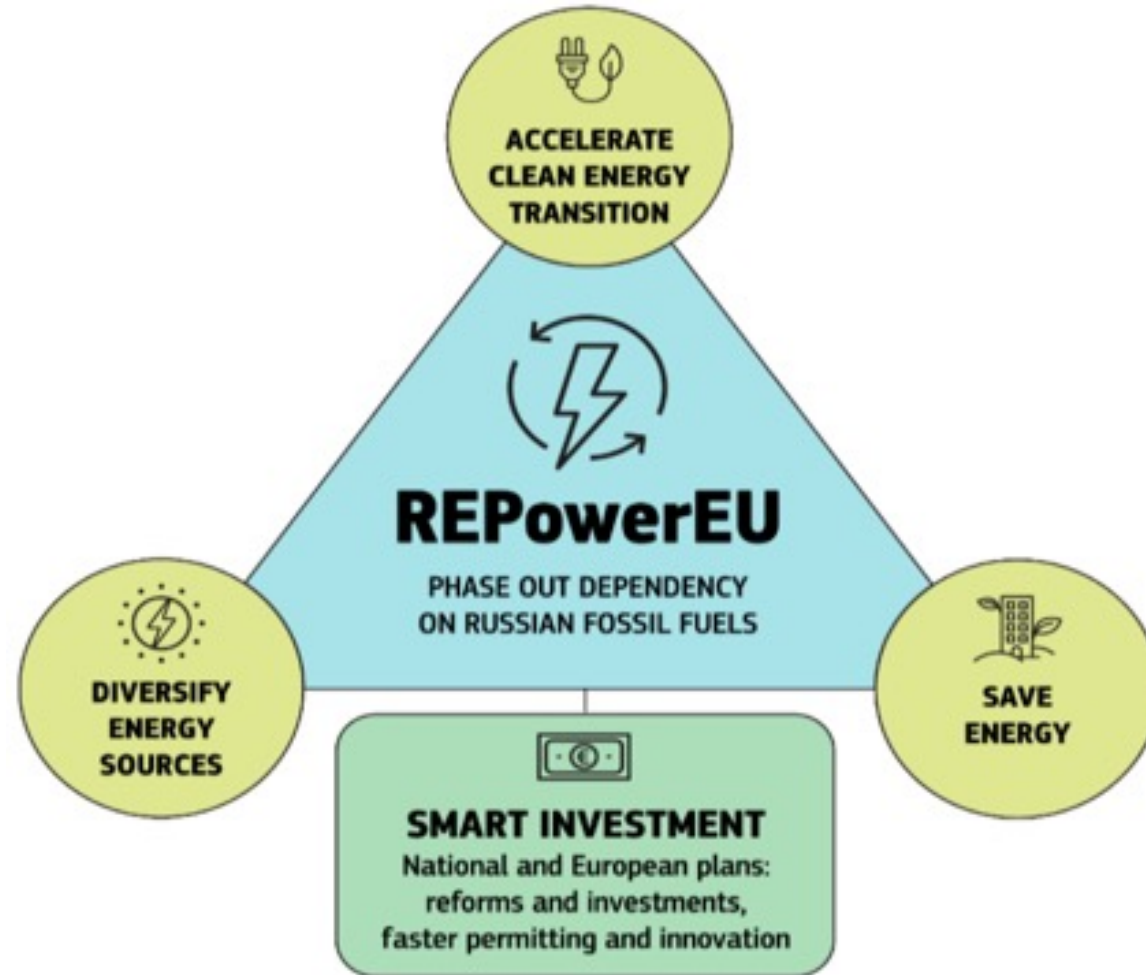 ACCELERATE
CLEAN ENERGY
TRANSITION
REPowerEU
PHASE OUT DEPENDENCY
ON RUSSIAN FOSSIL FUELS
DIVERSIFY
ENERGY
SOURCES
SAVE
ENERGY
SMART INVESTMENT
National and European plans:
reforms and investments,
faster permitting and innovation